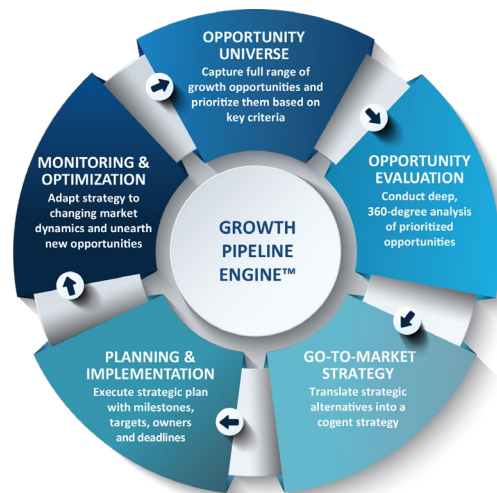 OPPORTUNITY
UNIVERSE
Capture full range of
growth opportunities and
prioritize them based on
key criteria
OPPORTUNITY
EVALUATION
Conduct deep,
360-degree analysis
of prioritized
opportunities
GO-TO-MARKET
STRATEGY
Translate strategic
alternatives into a
cogent strategy
PLANNING &
IMPLEMENTATION
Execute strategic plan
with milestones,
targets, owners
and deadlines
MONITORING &
OPTIMIZATION
Adapt strategy to
changing market
dynamics and unearth
new opportunities
GROWTH
PIPELINE
ENGINE™